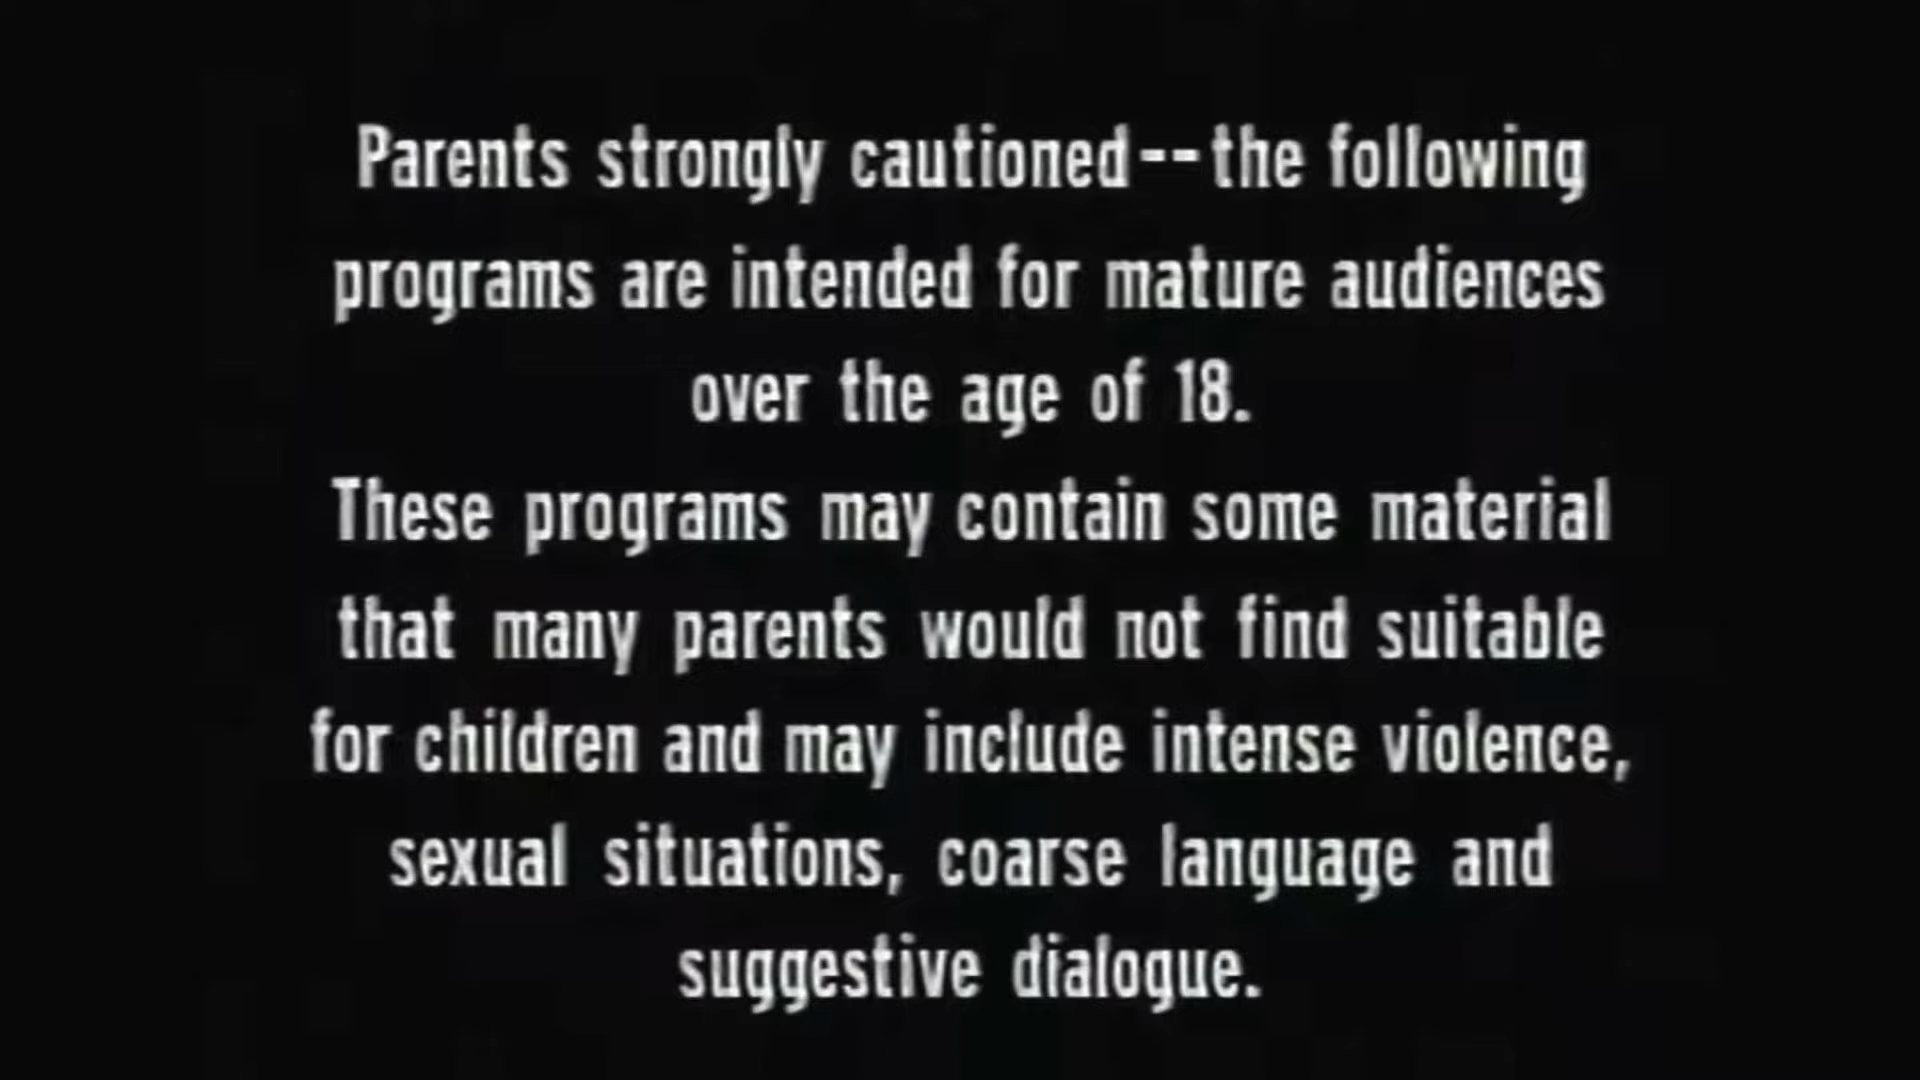 Parents strongly cautioned--the following
programs are intended for mature audiences
over the age of 18.
These programs may contain some material
that many parents would not find suitable
for children and may include intense violence,
sexual situations, coarse language and
suggestive dialogue.